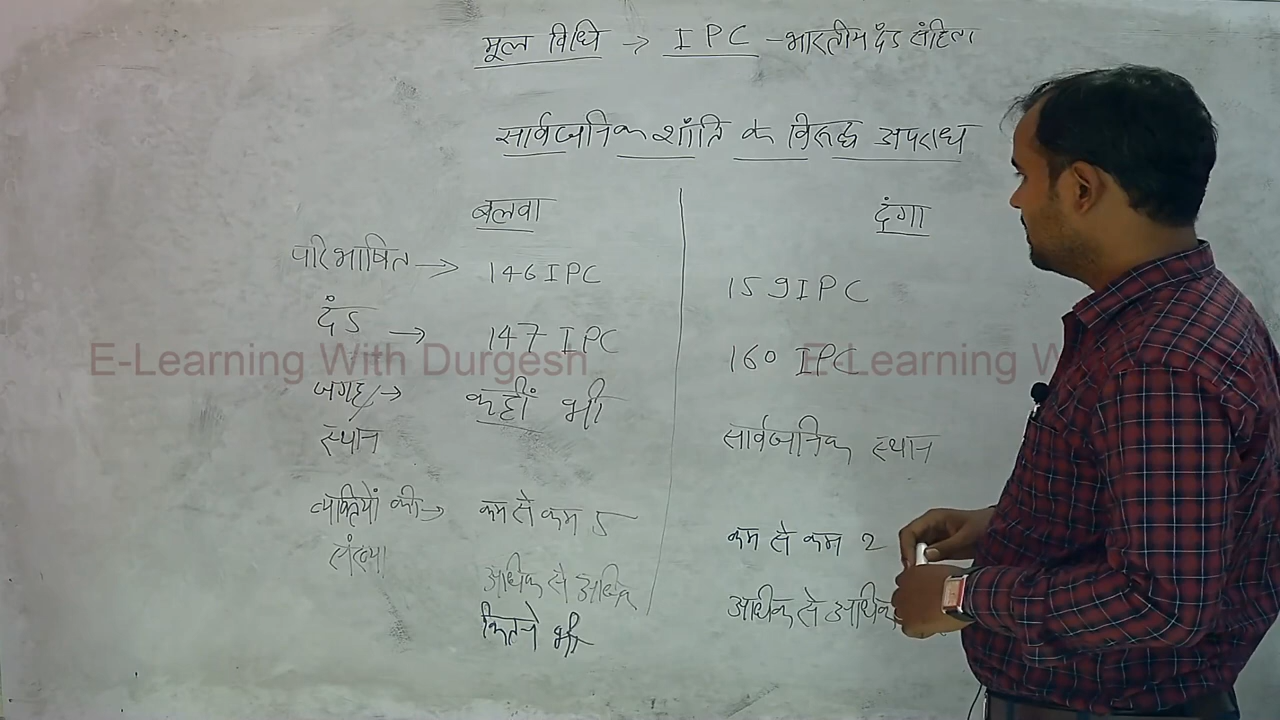 मूल विधि → IPC - भारतीय दंड संहिता
सार्वजनिक शांति के विरुद्ध अपराध
बलवा
दंगा
परिभाषित → 146 IPC
159 IPC
दंड → 147 IPC
160 IPC
E-Learning With Durgesh
E-Learning W
जगह/ → कहीं भी
स्थान
सार्वजनिक स्थान
व्यक्तियों की → कम से कम 5
संख्या
कम से कम 2
अधिक से अधिक
अधिक से अधिक
कितने भी